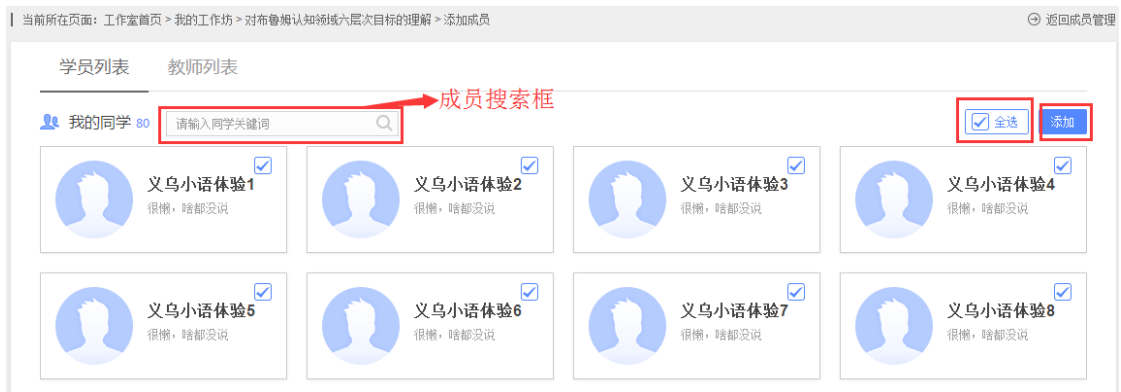 当前所在页面：工作室首页 > 我的工作坊 > 对布鲁姆认知领域六层次目标的理解 > 添加成员 返回成员管理
学员列表 教师列表
成员搜索框
我的同学 80 请输入同学关键词 全选 添加
义乌小语体验1 义乌小语体验2 义乌小语体验3 义乌小语体验4
很懒，啥都没说 很懒，啥都没说 很懒，啥都没说 很懒，啥都没说
义乌小语体验5 义乌小语体验6 义乌小语体验7 义乌小语体验8
很懒，啥都没说 很懒，啥都没说 很懒，啥都没说 很懒，啥都没说